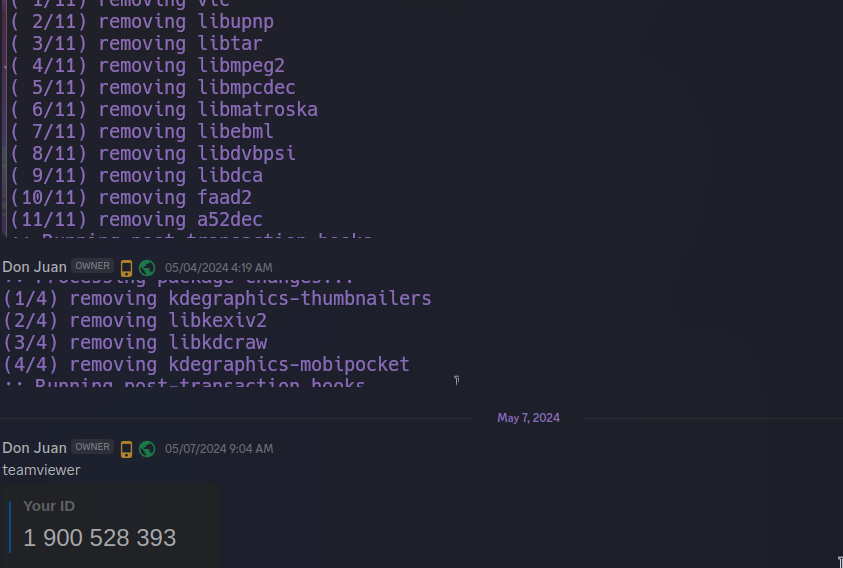 ( 1/11) removing vlc
( 2/11) removing libupnp
( 3/11) removing libtar
( 4/11) removing libmpeg2
( 5/11) removing libmpcdec
( 6/11) removing libmatroska
( 7/11) removing libebml
( 8/11) removing libdvbpsi
( 9/11) removing libdca
(10/11) removing faad2
(11/11) removing a52dec
:: Running post-transaction hooks
Don Juan OWNER 05/04/2024 4:19 AM
:: Processing package changes...
(1/4) removing kdegraphics-thumbnailers
(2/4) removing libkexiv2
(3/4) removing libkdcraw
(4/4) removing kdegraphics-mobipocket
:: Running post-transaction hooks
May 7, 2024
Don Juan OWNER 05/07/2024 9:04 AM
teamviewer
Your ID
1 900 528 393